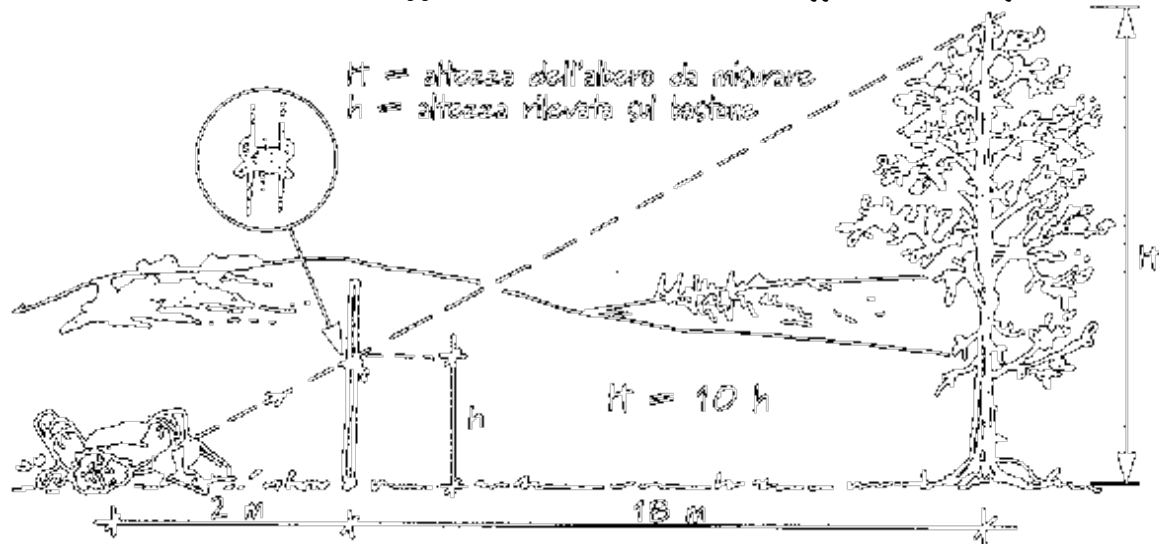 H = altezza dell'albero da misurare
h = altezza rilevata sul bastone
H
h
H = 10 h
2 m
18 m